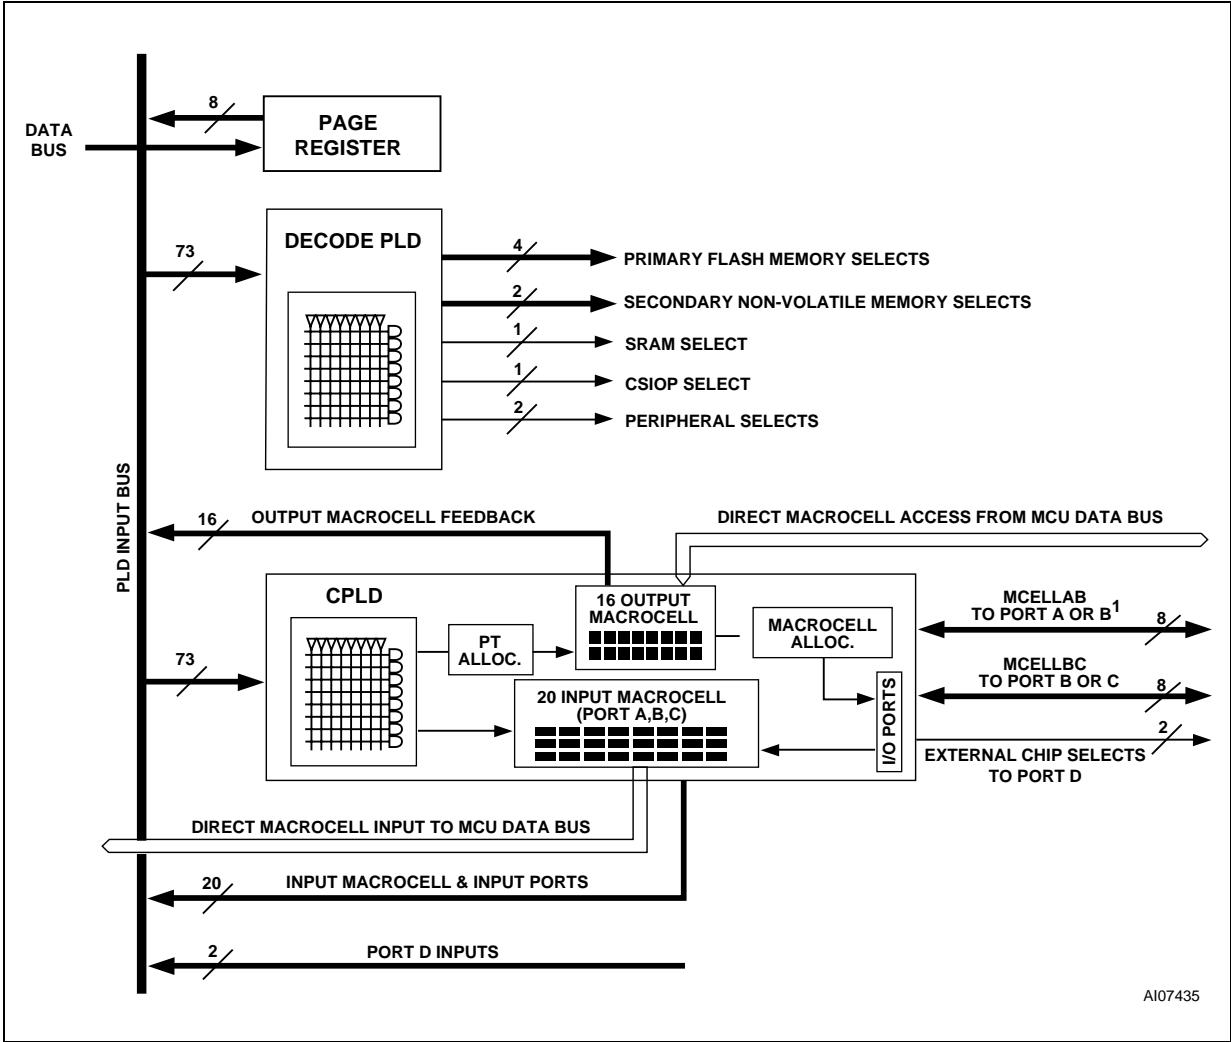 8
PAGE
REGISTER
DATA
BUS
73
DECODE PLD
4
PRIMARY FLASH MEMORY SELECTS
2
SECONDARY NON-VOLATILE MEMORY SELECTS
1
SRAM SELECT
1
CSIOP SELECT
2
PERIPHERAL SELECTS
PLD INPUT BUS
16
OUTPUT MACROCELL FEEDBACK
DIRECT MACROCELL ACCESS FROM MCU DATA BUS
CPLD
73
PT
ALLOC.
16 OUTPUT
MACROCELL
MACROCELL
ALLOC.
20 INPUT MACROCELL
(PORT A,B,C)
I/O PORTS
MCELLAB
TO PORT A OR B1
8
MCELLBC
TO PORT B OR C
8
2
EXTERNAL CHIP SELECTS
TO PORT D
DIRECT MACROCELL INPUT TO MCU DATA BUS
20
INPUT MACROCELL & INPUT PORTS
2
PORT D INPUTS
AI07435